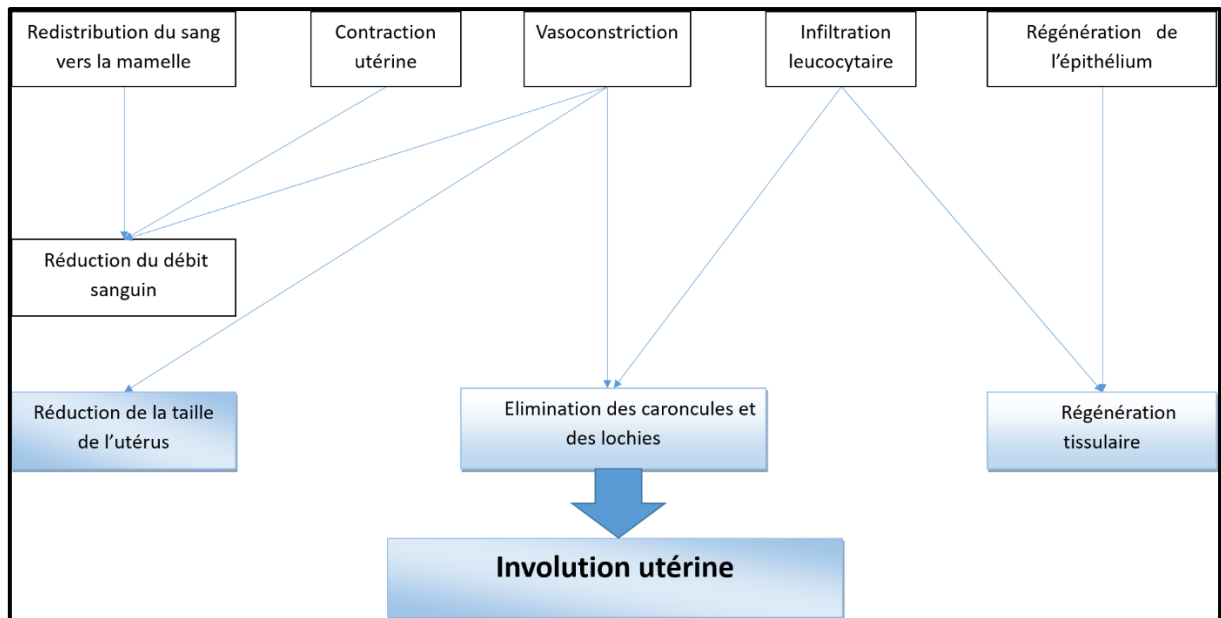 Redistribution du sang
vers la mamelle
Contraction
utérine
Vasoconstriction
Infiltration
leucocytaire
Régénération de
l'épithélium
Réduction du débit
sanguin
Réduction de la taille
de l'utérus
Elimination des caroncules et
des lochies
Régénération
tissulaire
Involution utérine